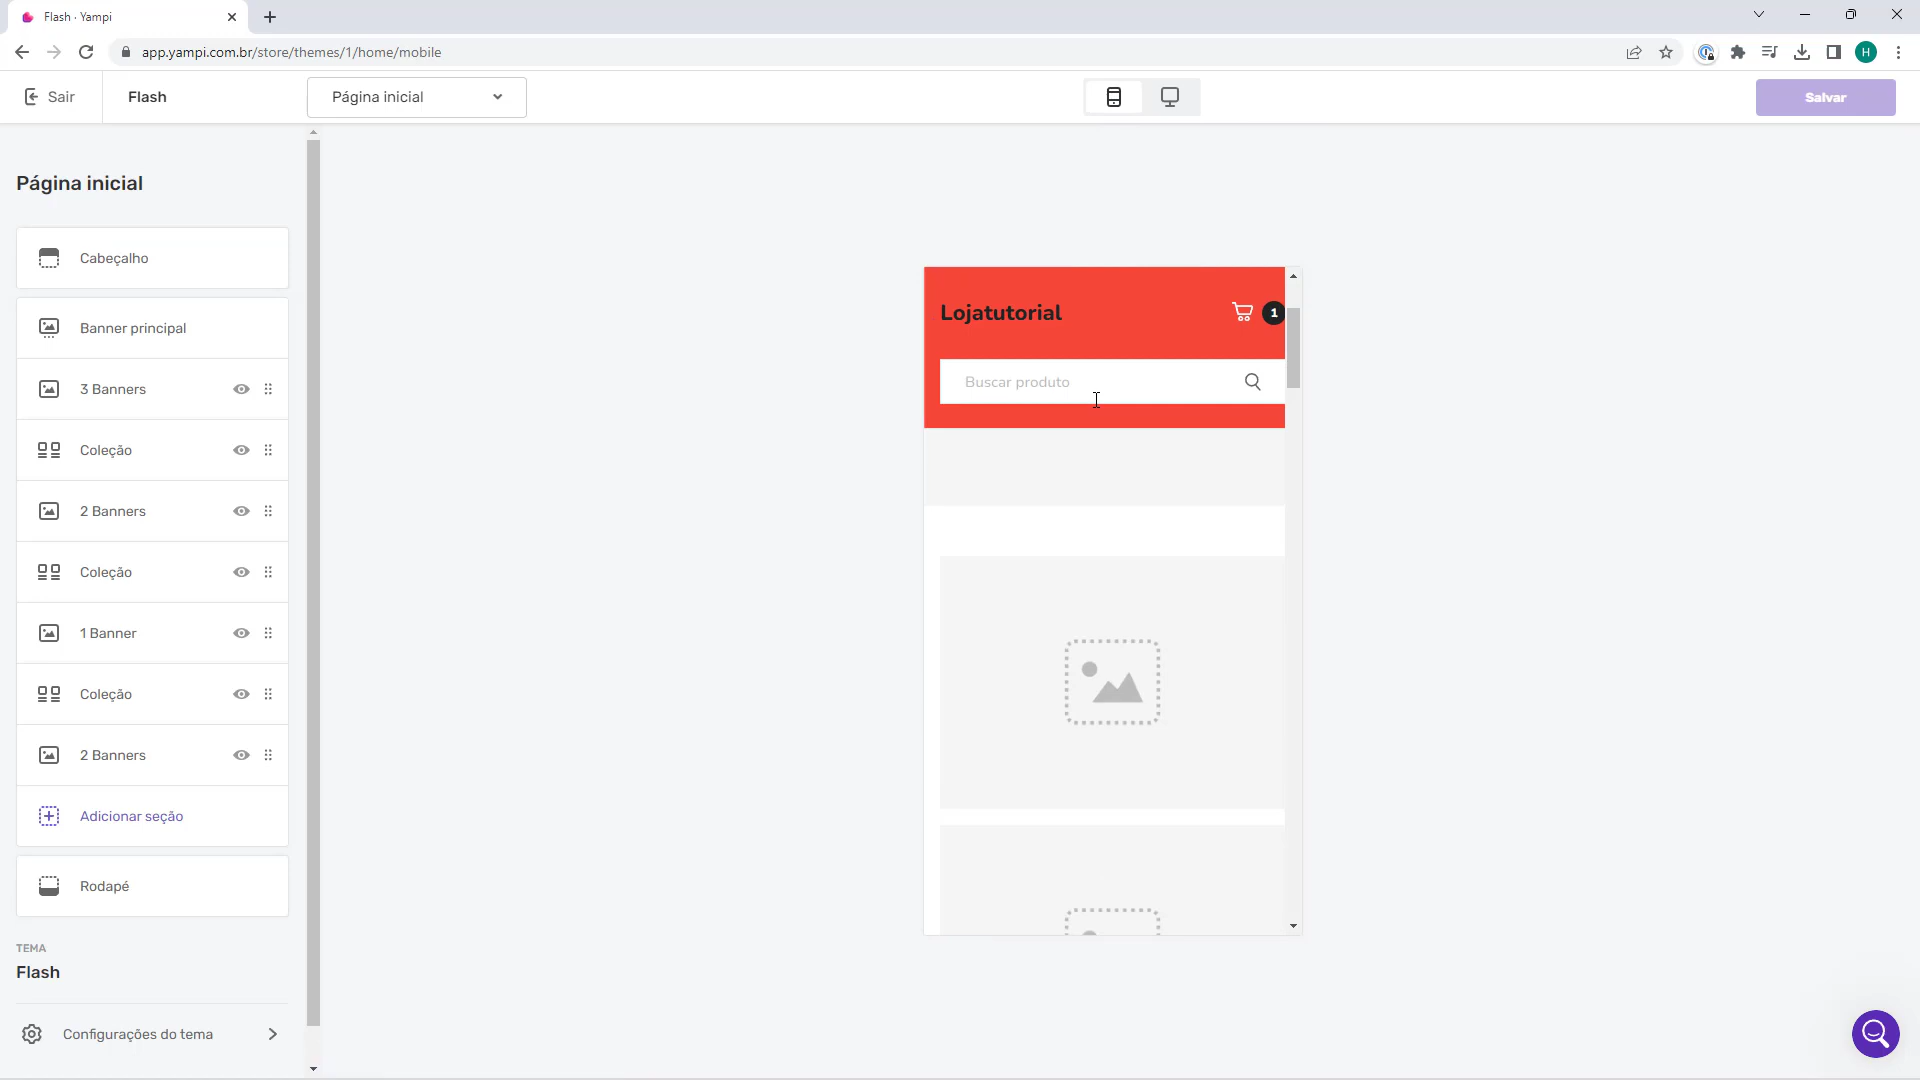 Flash · Yampi
app.yampi.com.br/store/themes/1/home/mobile
H
Sair
Flash
Página inicial
Salvar
Página inicial
Cabeçalho
Banner principal
3 Banners
Coleção
2 Banners
Coleção
1 Banner
Coleção
2 Banners
Adicionar seção
Rodapé
TEMA
Flash
Configurações do tema
Lojatutorial
1
Buscar produto